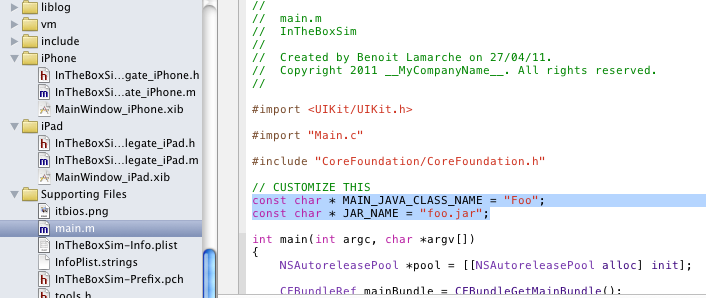 liblog
vm
include
iPhone
InTheBoxSi...gate_iPhone.h
InTheBoxSi...ate_iPhone.m
MainWindow_iPhone.xib
iPad
InTheBoxSi...legate_iPad.h
InTheBoxSi...legate_iPad.m
MainWindow_iPad.xib
Supporting Files
itbios.png
main.m
InTheBoxSim-Info.plist
InfoPlist.strings
InTheBoxSim-Prefix.pch
tools.h
//
//  main.m
//  InTheBoxSim
//
//  Created by Benoit Lamarche on 27/04/11.
//  Copyright 2011 __MyCompanyName__. All rights reserved.
//
#import <UIKit/UIKit.h>
#import "Main.c"
#include "CoreFoundation/CoreFoundation.h"
// CUSTOMIZE THIS
const char * MAIN_JAVA_CLASS_NAME = "Foo";
const char * JAR_NAME = "foo.jar";
int main(int argc, char *argv[])
{
    NSAutoreleasePool *pool = [[NSAutoreleasePool alloc] init];
    CFBundleRef mainBundle = CFBundleGetMainBundle();